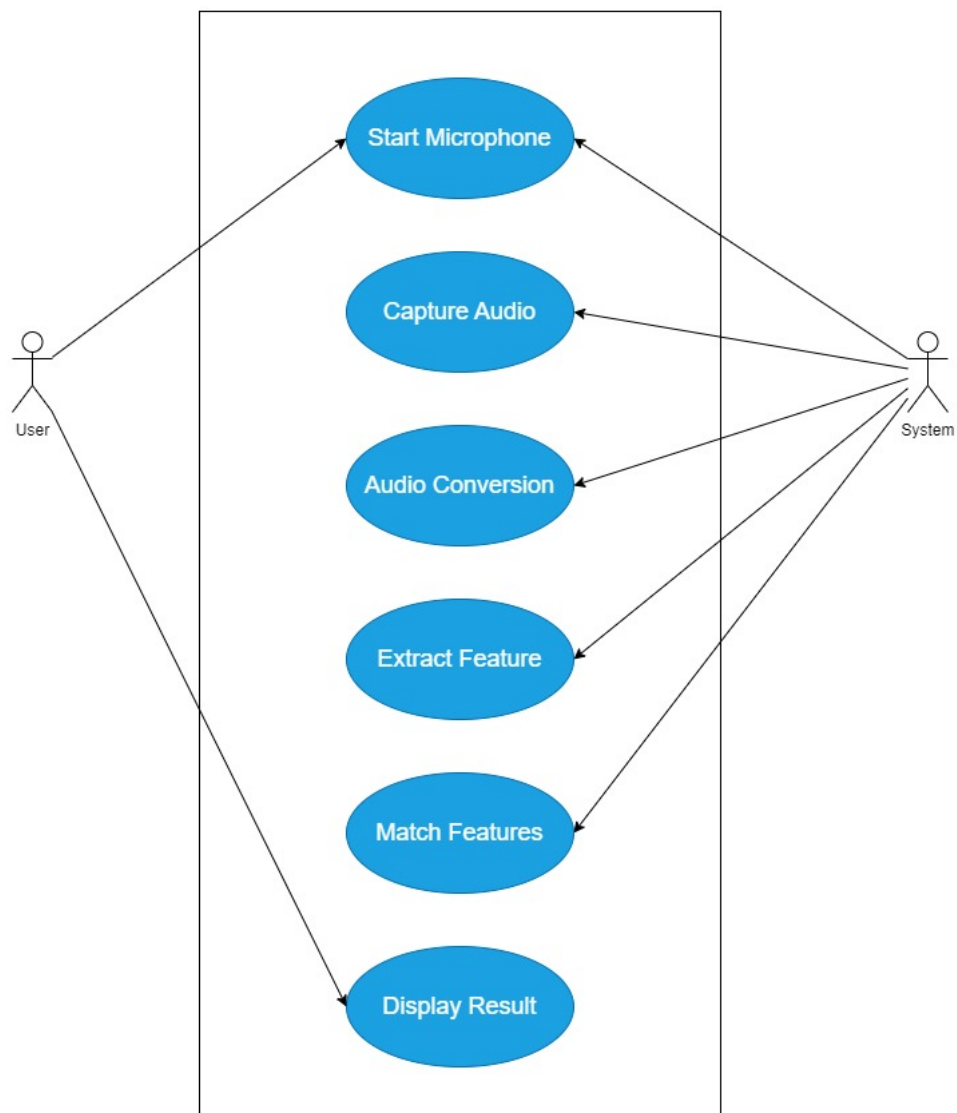 Start Microphone
Capture Audio
User
System
Audio Conversion
Extract Feature
Match Features
Display Result